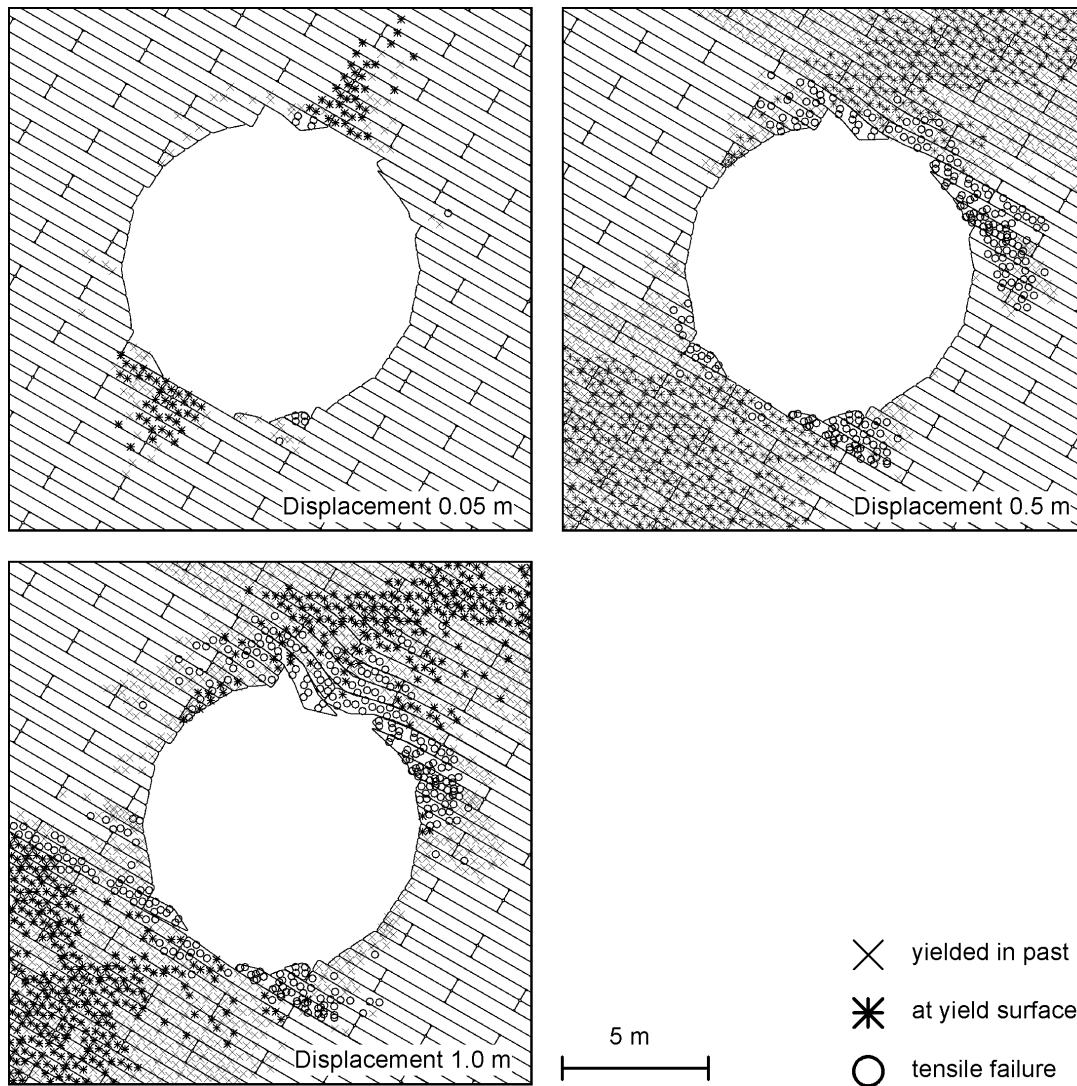 Displacement 0.05 m
Displacement 0.5 m
Displacement 1.0 m
5 m
yielded in past
at yield surface
tensile failure